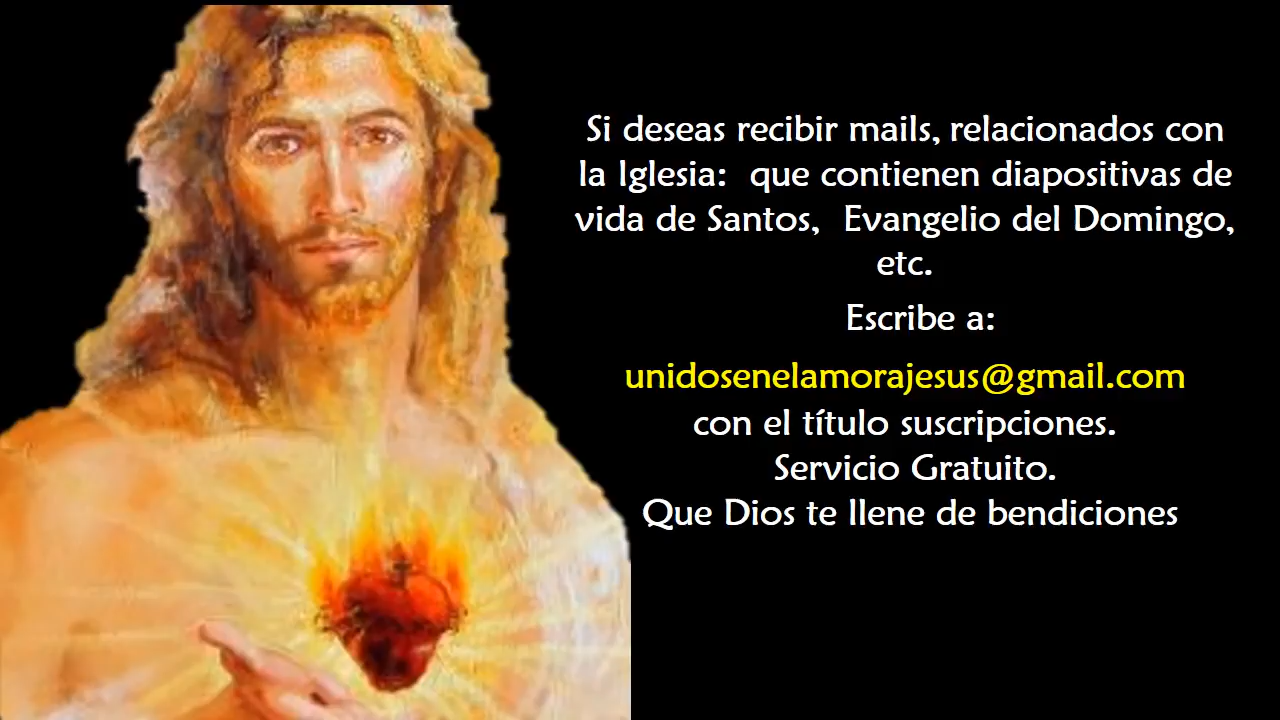 Si deseas recibir mails, relacionados con
la Iglesia:  que contienen diapositivas de
vida de Santos,  Evangelio del Domingo,
etc.
Escribe a:
unidosenelamorajesus@gmail.com
con el título suscripciones.
Servicio Gratuito.
Que Dios te llene de bendiciones